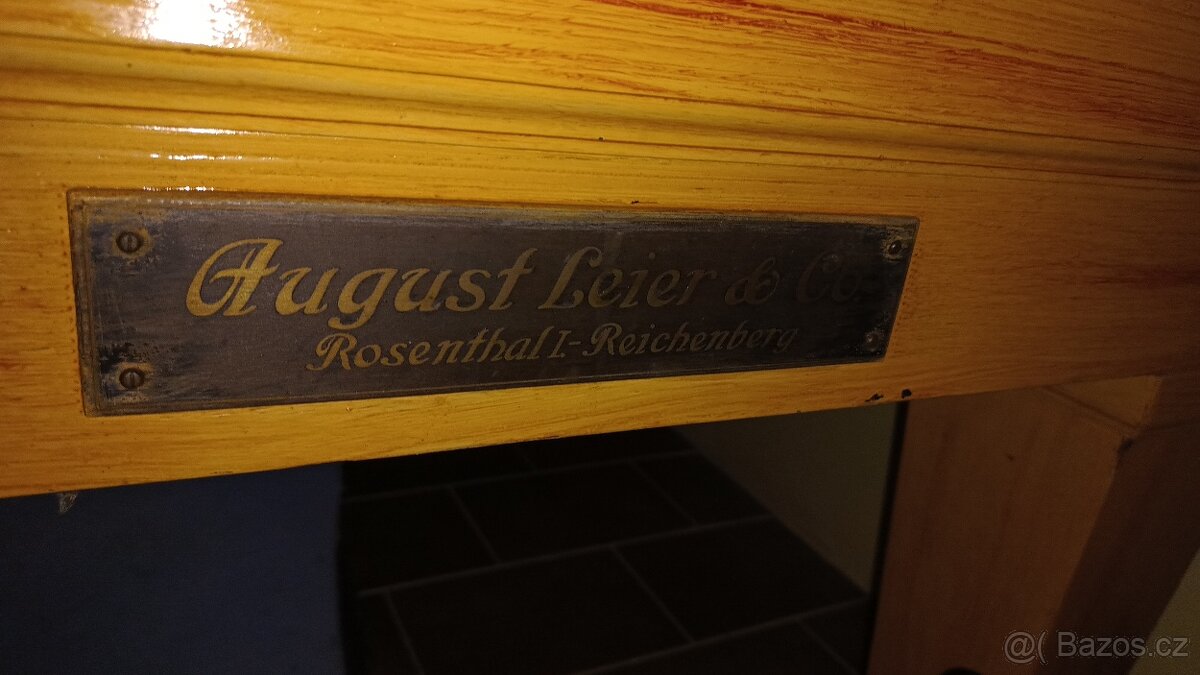 August Leier & Co.
Rosenthal I.-Reichenberg
@( Bazos.cz